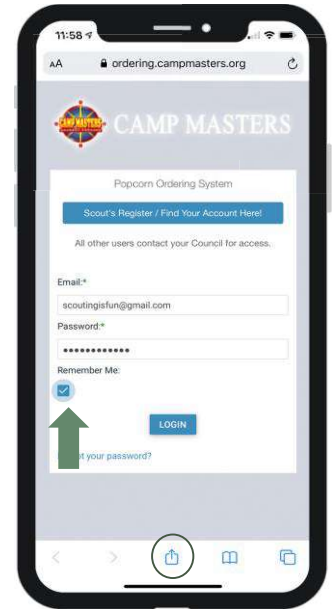 11:58
AA ordering.campmasters.org
CAMP MASTERS
CAMP MASTERS
Popcorn Ordering System
Scout's Register / Find Your Account Here!
All other users contact your Council for access.
Email:*
scoutingisfun@gmail.com
Password:*
Remember Me:
LOGIN
your password?